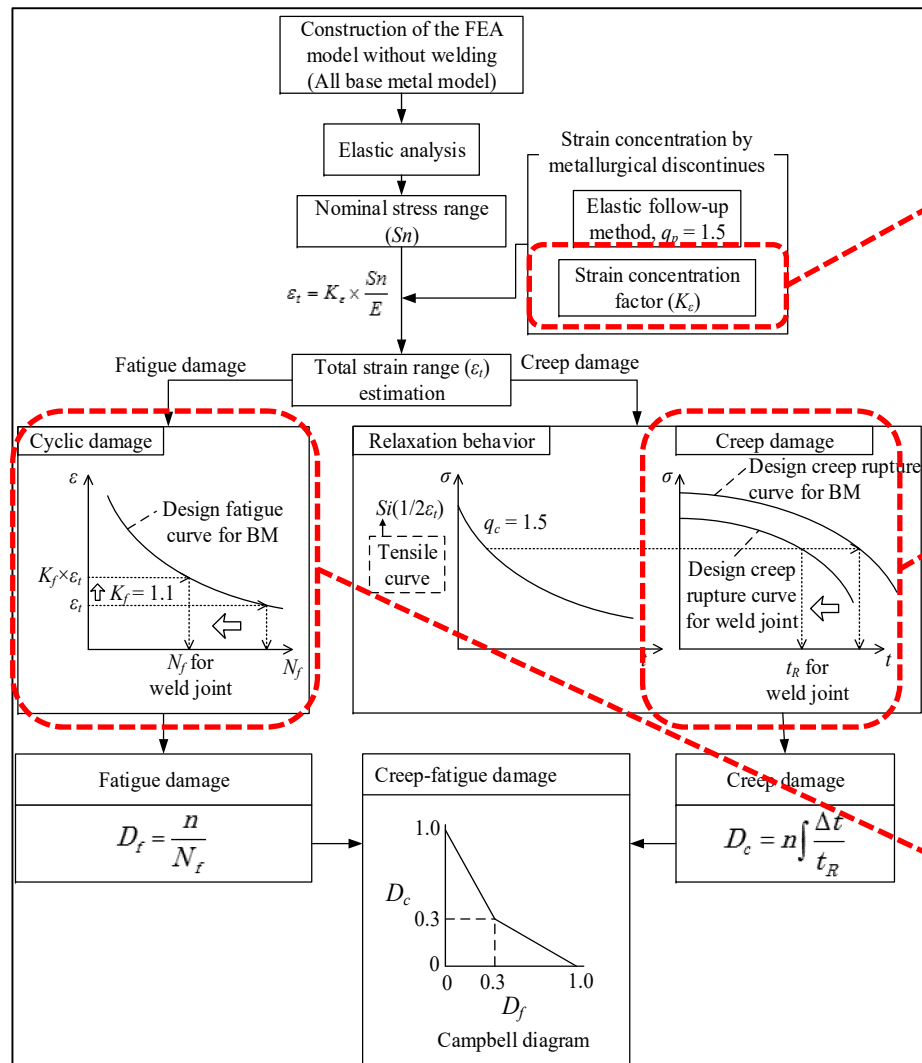 Construction of the FEA
model without welding
(All base metal model)
Elastic analysis
Nominal stress range
(Sn)
Strain concentration by
metallurgical discontinues
Elastic follow-up
method, qp = 1.5
Strain concentration
factor (Kε)
εt = Kε × Sn/E
Fatigue damage
Total strain range (εt)
estimation
Creep damage
Cyclic damage
ε
Design fatigue
curve for BM
Kf×εt
Kf = 1.1
εt
Nf for
weld joint
Nf
Relaxation behavior
σ
Si(1/2εt)
Tensile
curve
qc = 1.5
Creep damage
σ
Design creep rupture
curve for BM
Design creep
rupture curve
for weld joint
tR for
weld joint
t
Fatigue damage
Df = n/Nf
Creep-fatigue damage
1.0
Dc
0.3
0
0
0.3
1.0
Df
Campbell diagram
Creep damage
Dc = n∫Δt/tR